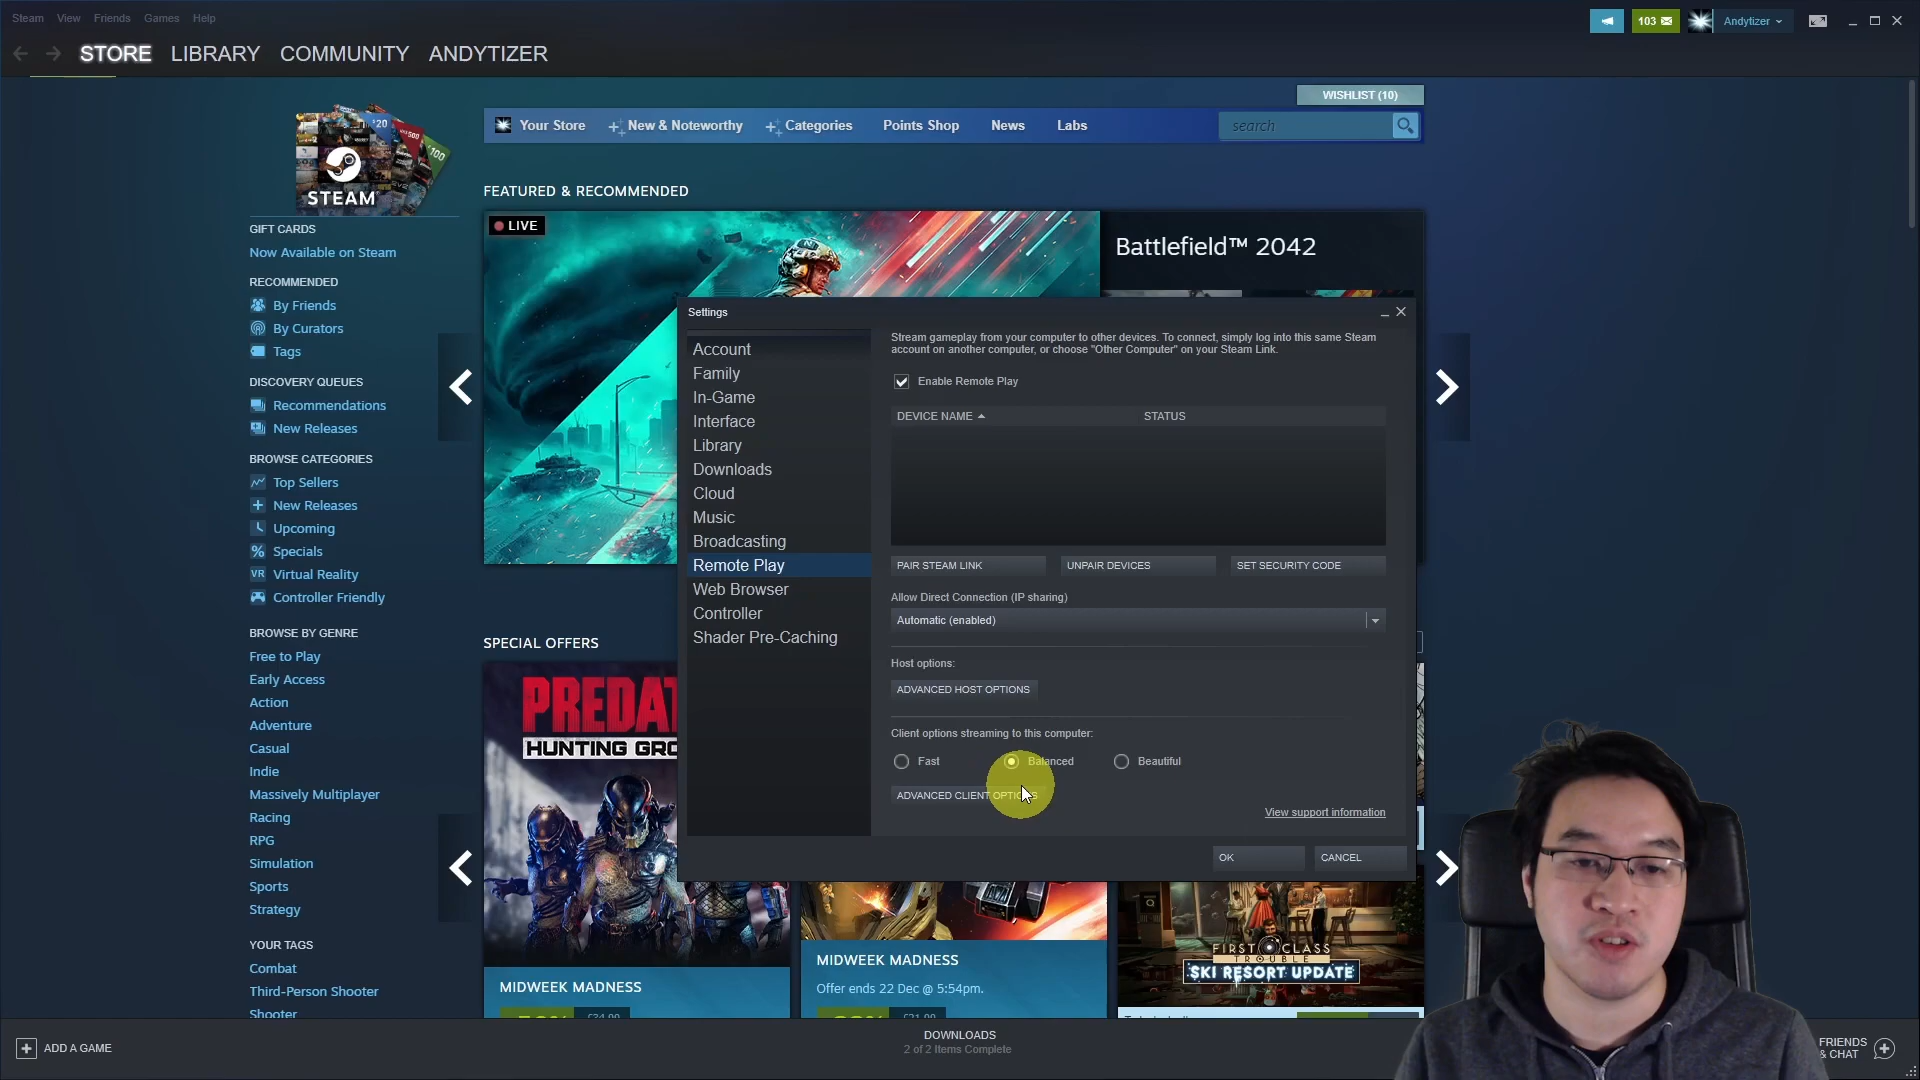 Steam View Friends Games Help
103
Andytizer
STORE LIBRARY COMMUNITY ANDYTIZER
WISHLIST (10)
Your Store New & Noteworthy Categories Points Shop News Labs
search
$20
$100
STEAM
GIFT CARDS
Now Available on Steam
RECOMMENDED
By Friends
By Curators
Tags
DISCOVERY QUEUES
Recommendations
New Releases
BROWSE CATEGORIES
Top Sellers
New Releases
Upcoming
Specials
VR Virtual Reality
Controller Friendly
BROWSE BY GENRE
Free to Play
Early Access
Action
Adventure
Casual
Indie
Massively Multiplayer
Racing
RPG
Simulation
Sports
Strategy
YOUR TAGS
Combat
Third-Person Shooter
Shooter
FEATURED & RECOMMENDED
LIVE
Battlefield™ 2042
Settings
Account
Family
In-Game
Interface
Library
Downloads
Cloud
Music
Broadcasting
Remote Play
Web Browser
Controller
Shader Pre-Caching
Stream gameplay from your computer to other devices. To connect, simply log into this same Steam
account on another computer, or choose "Other Computer" on your Steam Link.
Enable Remote Play
DEVICE NAME STATUS
PAIR STEAM LINK UNPAIR DEVICES SET SECURITY CODE
Allow Direct Connection (IP sharing)
Automatic (enabled)
Host options:
ADVANCED HOST OPTIONS
Client options streaming to this computer:
Fast Balanced Beautiful
ADVANCED CLIENT OPTIONS
View support information
OK CANCEL
SPECIAL OFFERS
PREDAT
HUNTING GRO
MIDWEEK MADNESS
MIDWEEK MADNESS
Offer ends 22 Dec @ 5:54pm.
FIRST CLASS
TROUBLE
SKI RESORT UPDATE
ADD A GAME
DOWNLOADS
2 of 2 Items Complete
FRIENDS
& CHAT